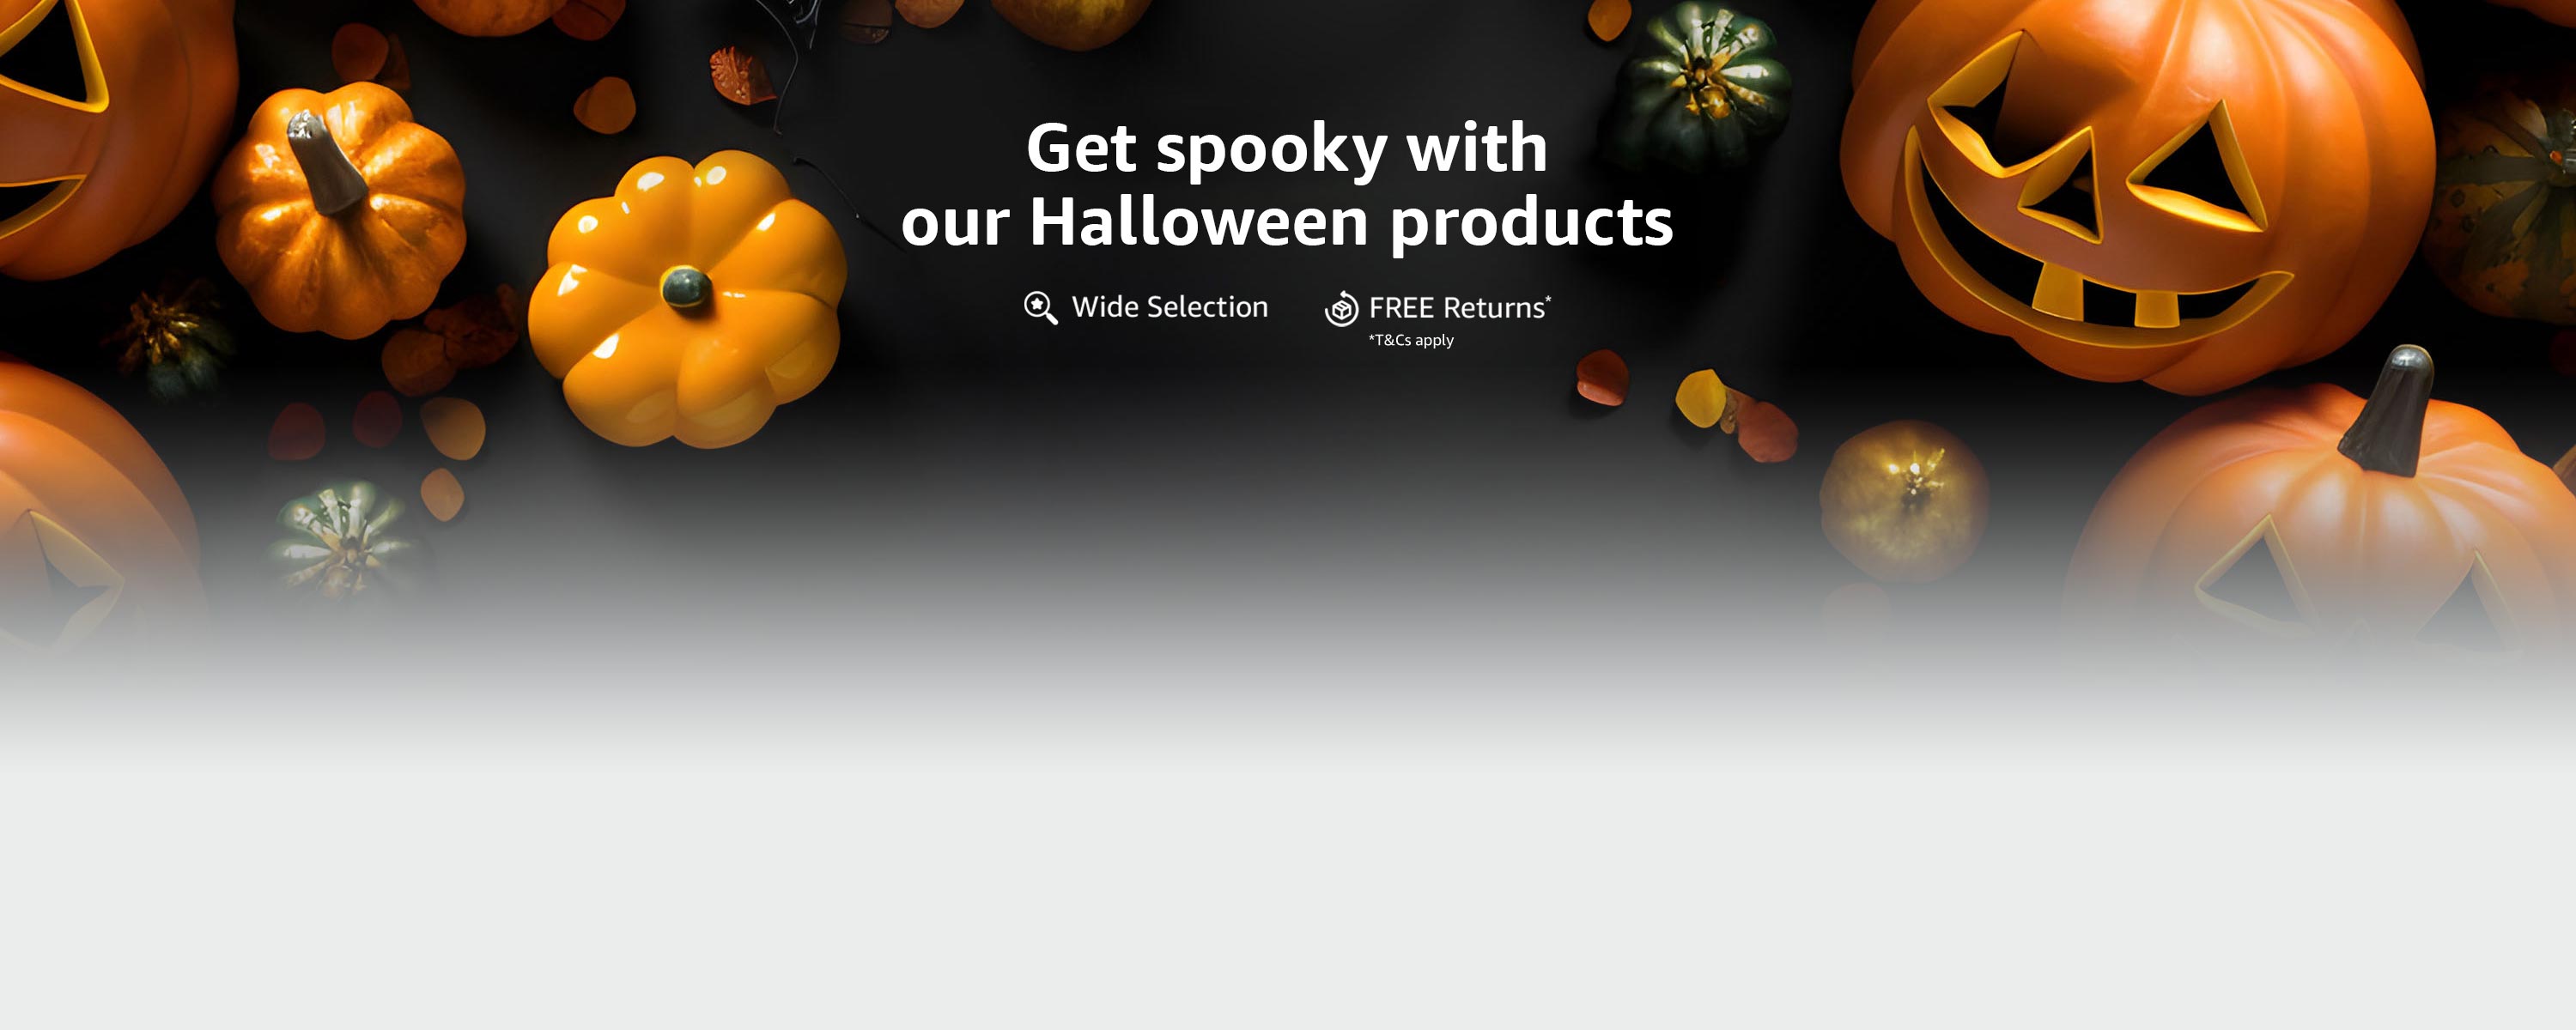 Get spooky with
our Halloween products
Wide Selection
FREE Returns*
*T&Cs apply